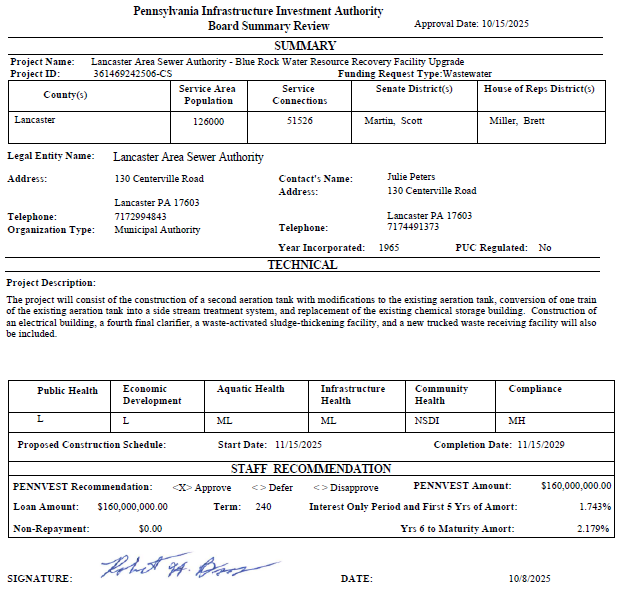 Pennsylvania Infrastructure Investment Authority
Board Summary Review
Approval Date: 10/15/2025
SUMMARY
Project Name: Lancaster Area Sewer Authority - Blue Rock Water Resource Recovery Facility Upgrade
Project ID: 361469242506-CS Funding Request Type:Wastewater
County(s) Service Area Population Service Connections Senate District(s) House of Reps District(s)
Lancaster 126000 51526 Martin, Scott Miller, Brett
Legal Entity Name: Lancaster Area Sewer Authority
Address: 130 Centerville Road
Lancaster PA 17603
Telephone: 7172994843
Organization Type: Municipal Authority
Contact's Name: Julie Peters
Address: 130 Centerville Road
Lancaster PA 17603
Telephone: 7174491373
Year Incorporated: 1965 PUC Regulated: No
TECHNICAL
Project Description:
The project will consist of the construction of a second aeration tank with modifications to the existing aeration tank, conversion of one train
of the existing aeration tank into a side stream treatment system, and replacement of the existing chemical storage building. Construction of
an electrical building, a fourth final clarifier, a waste-activated sludge-thickening facility, and a new trucked waste receiving facility will also
be included.
Public Health Economic Development Aquatic Health Infrastructure Health Community Health Compliance
L L ML ML NSDI MH
Proposed Construction Schedule: Start Date: 11/15/2025 Completion Date: 11/15/2029
STAFF RECOMMENDATION
PENNVEST Recommendation: <X> Approve < > Defer < > Disapprove PENNVEST Amount: $160,000,000.00
Loan Amount: $160,000,000.00 Term: 240 Interest Only Period and First 5 Yrs of Amort: 1.743%
Non-Repayment: $0.00 Yrs 6 to Maturity Amort: 2.179%
SIGNATURE: DATE: 10/8/2025